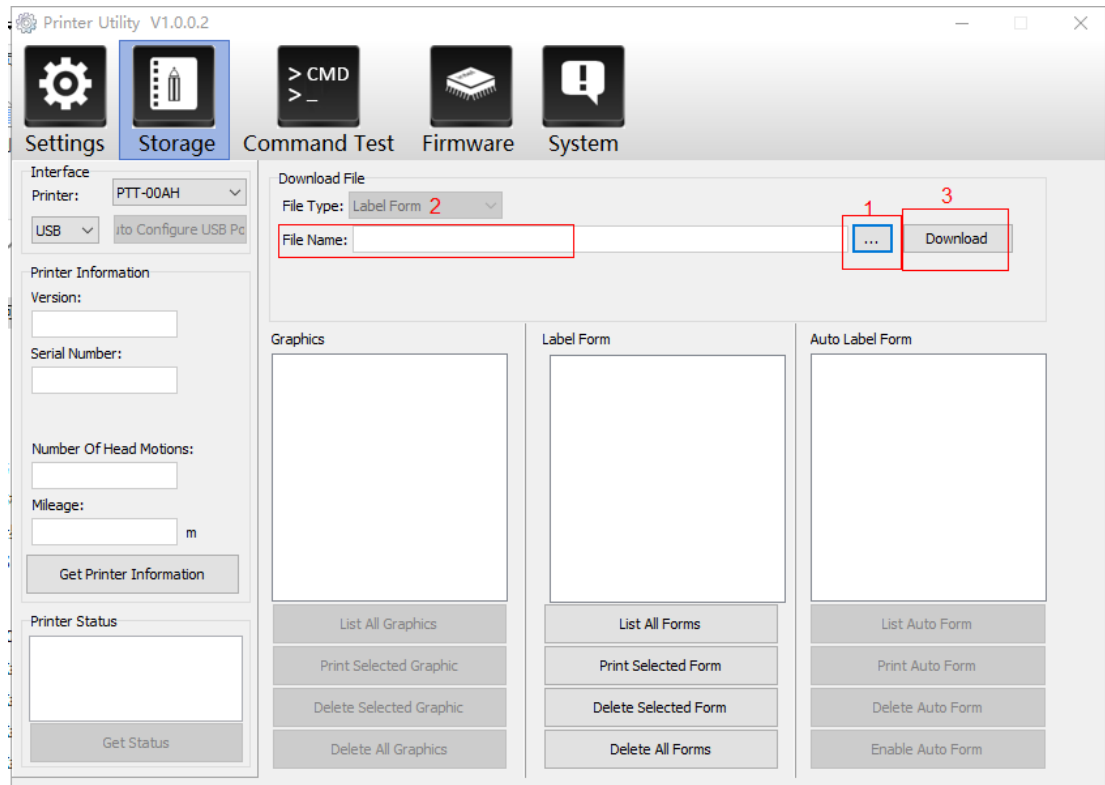 Printer Utility V1.0.0.2
> CMD
> _
Settings
Storage
Command Test
Firmware
System
Interface
Printer: PTT-00AH
USB
ito Configure USB Pc
Printer Information
Version:
Serial Number:
Number Of Head Motions:
Mileage:
m
Get Printer Information
Printer Status
Get Status
Download File
File Type: Label Form 2
File Name:
1
...
3
Download
Graphics
List All Graphics
Print Selected Graphic
Delete Selected Graphic
Delete All Graphics
Label Form
List All Forms
Print Selected Form
Delete Selected Form
Delete All Forms
Auto Label Form
List Auto Form
Print Auto Form
Delete Auto Form
Enable Auto Form